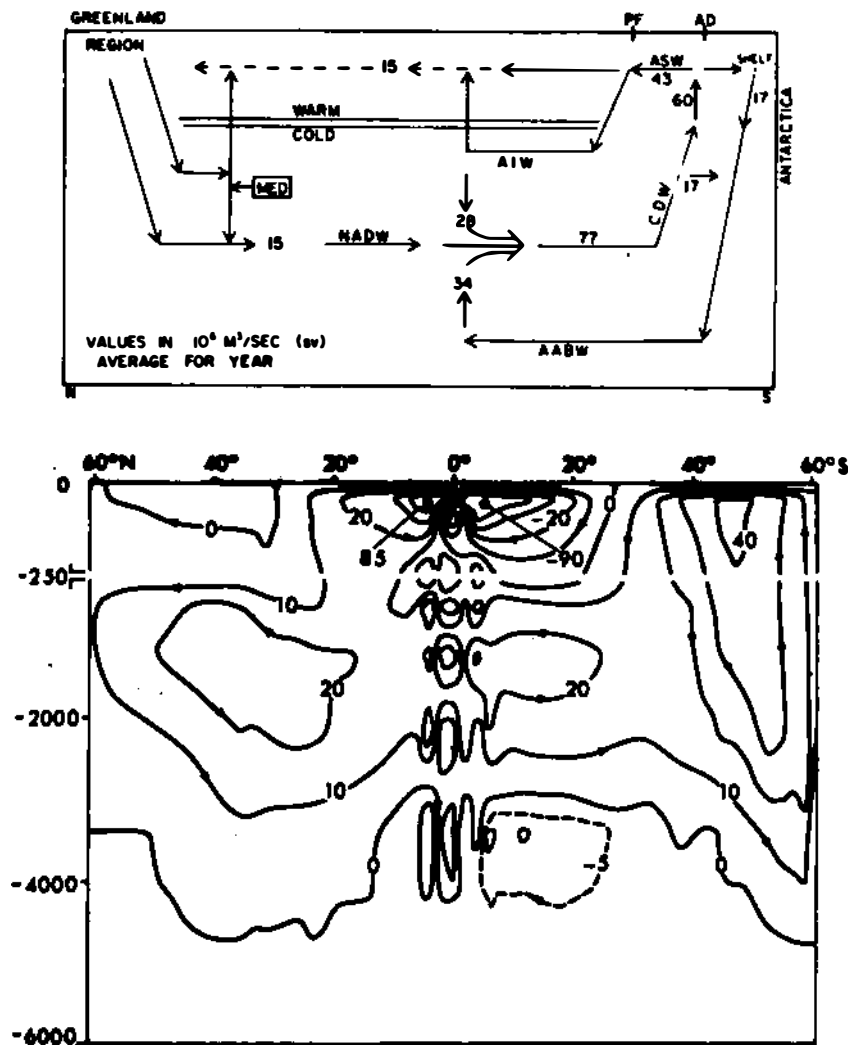 GREENLAND PF AD
REGION 15 ASW SHELF
43
60 17
WARM
COLD
AIW ANTARCTICA
MED CDW 17
28
15 NADW 77
34
VALUES IN 10⁶ M³/SEC (sv) AABW
AVERAGE FOR YEAR
N S
60°N 40° 20° 0° 20° 40° 60°S
0
0 20 -20 0 40
85 -90
-250
10 10
20 20
-2000
10 10
0 0 -5 0
-4000
-6000